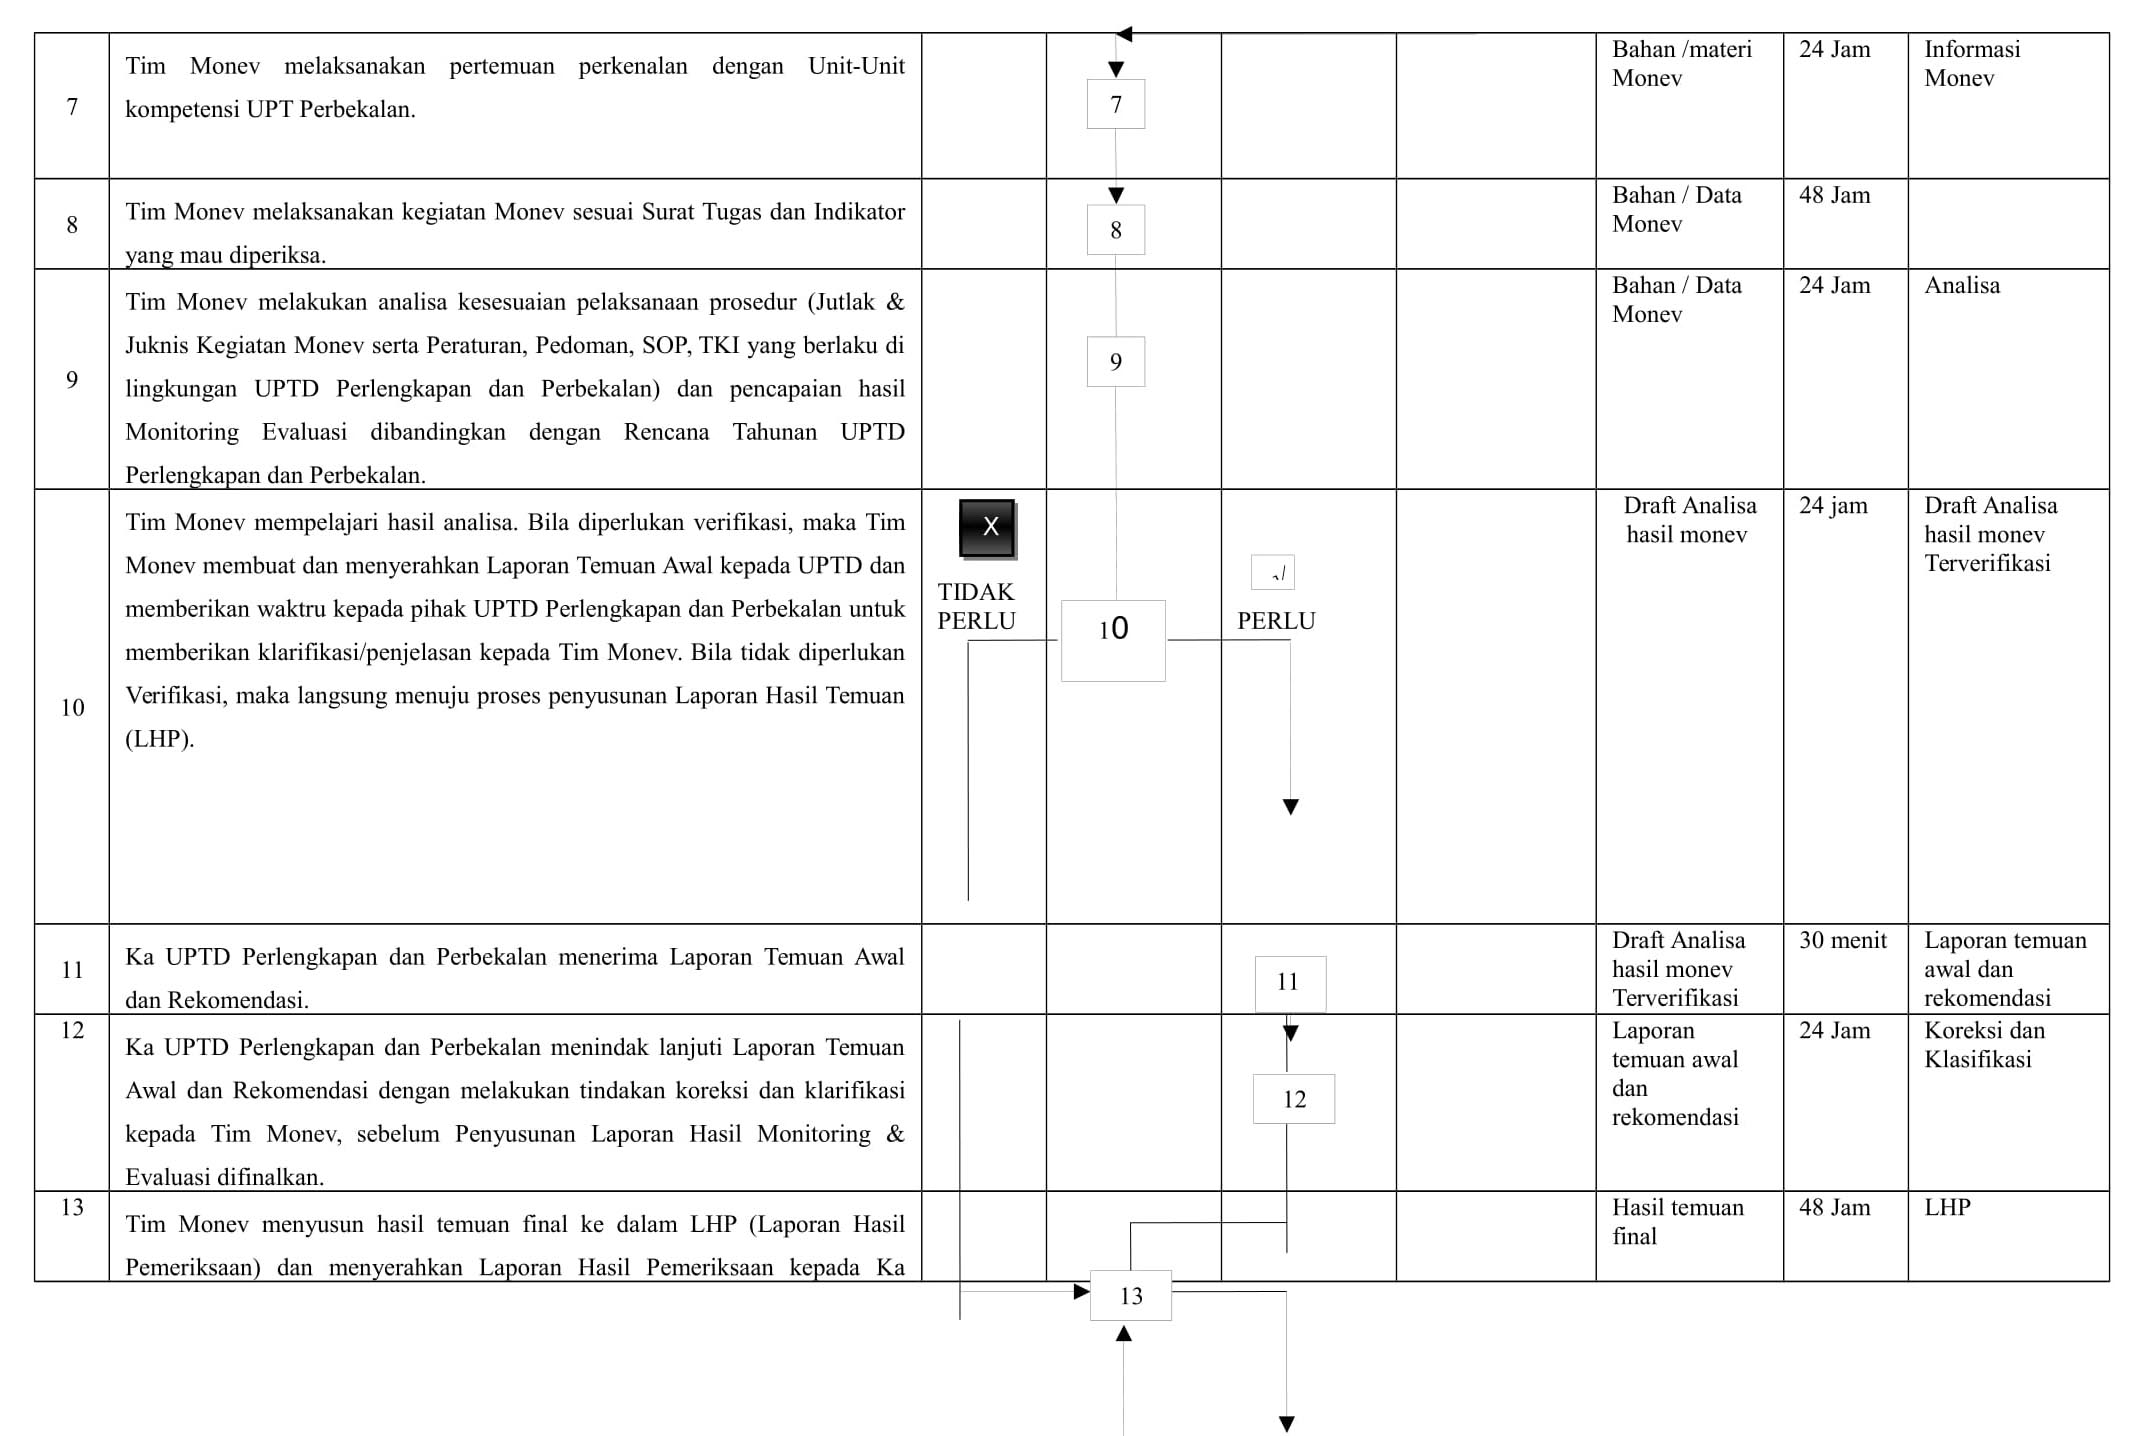 7
Tim Monev melaksanakan pertemuan perkenalan dengan Unit-Unit
kompetensi UPT Perbekalan.
7
Bahan /materi
Monev
24 Jam
Informasi
Monev
8
Tim Monev melaksanakan kegiatan Monev sesuai Surat Tugas dan Indikator
yang mau diperiksa.
8
Bahan / Data
Monev
48 Jam
9
Tim Monev melakukan analisa kesesuaian pelaksanaan prosedur (Jutlak &
Juknis Kegiatan Monev serta Peraturan, Pedoman, SOP, TKI yang berlaku di
lingkungan UPTD Perlengkapan dan Perbekalan) dan pencapaian hasil
Monitoring Evaluasi dibandingkan dengan Rencana Tahunan UPTD
Perlengkapan dan Perbekalan.
9
Bahan / Data
Monev
24 Jam
Analisa
10
Tim Monev mempelajari hasil analisa. Bila diperlukan verifikasi, maka Tim
Monev membuat dan menyerahkan Laporan Temuan Awal kepada UPTD dan
memberikan waktru kepada pihak UPTD Perlengkapan dan Perbekalan untuk
memberikan klarifikasi/penjelasan kepada Tim Monev. Bila tidak diperlukan
Verifikasi, maka langsung menuju proses penyusunan Laporan Hasil Temuan
(LHP).
X
TIDAK
PERLU
10
PERLU
Draft Analisa
hasil monev
24 jam
Draft Analisa
hasil monev
Terverifikasi
11
Ka UPTD Perlengkapan dan Perbekalan menerima Laporan Temuan Awal
dan Rekomendasi.
11
Draft Analisa
hasil monev
Terverifikasi
30 menit
Laporan temuan
awal dan
rekomendasi
12
Ka UPTD Perlengkapan dan Perbekalan menindak lanjuti Laporan Temuan
Awal dan Rekomendasi dengan melakukan tindakan koreksi dan klarifikasi
kepada Tim Monev, sebelum Penyusunan Laporan Hasil Monitoring &
Evaluasi difinalkan.
12
Laporan
temuan awal
dan
rekomendasi
24 Jam
Koreksi dan
Klasifikasi
13
Tim Monev menyusun hasil temuan final ke dalam LHP (Laporan Hasil
Pemeriksaan) dan menyerahkan Laporan Hasil Pemeriksaan kepada Ka
13
Hasil temuan
final
48 Jam
LHP